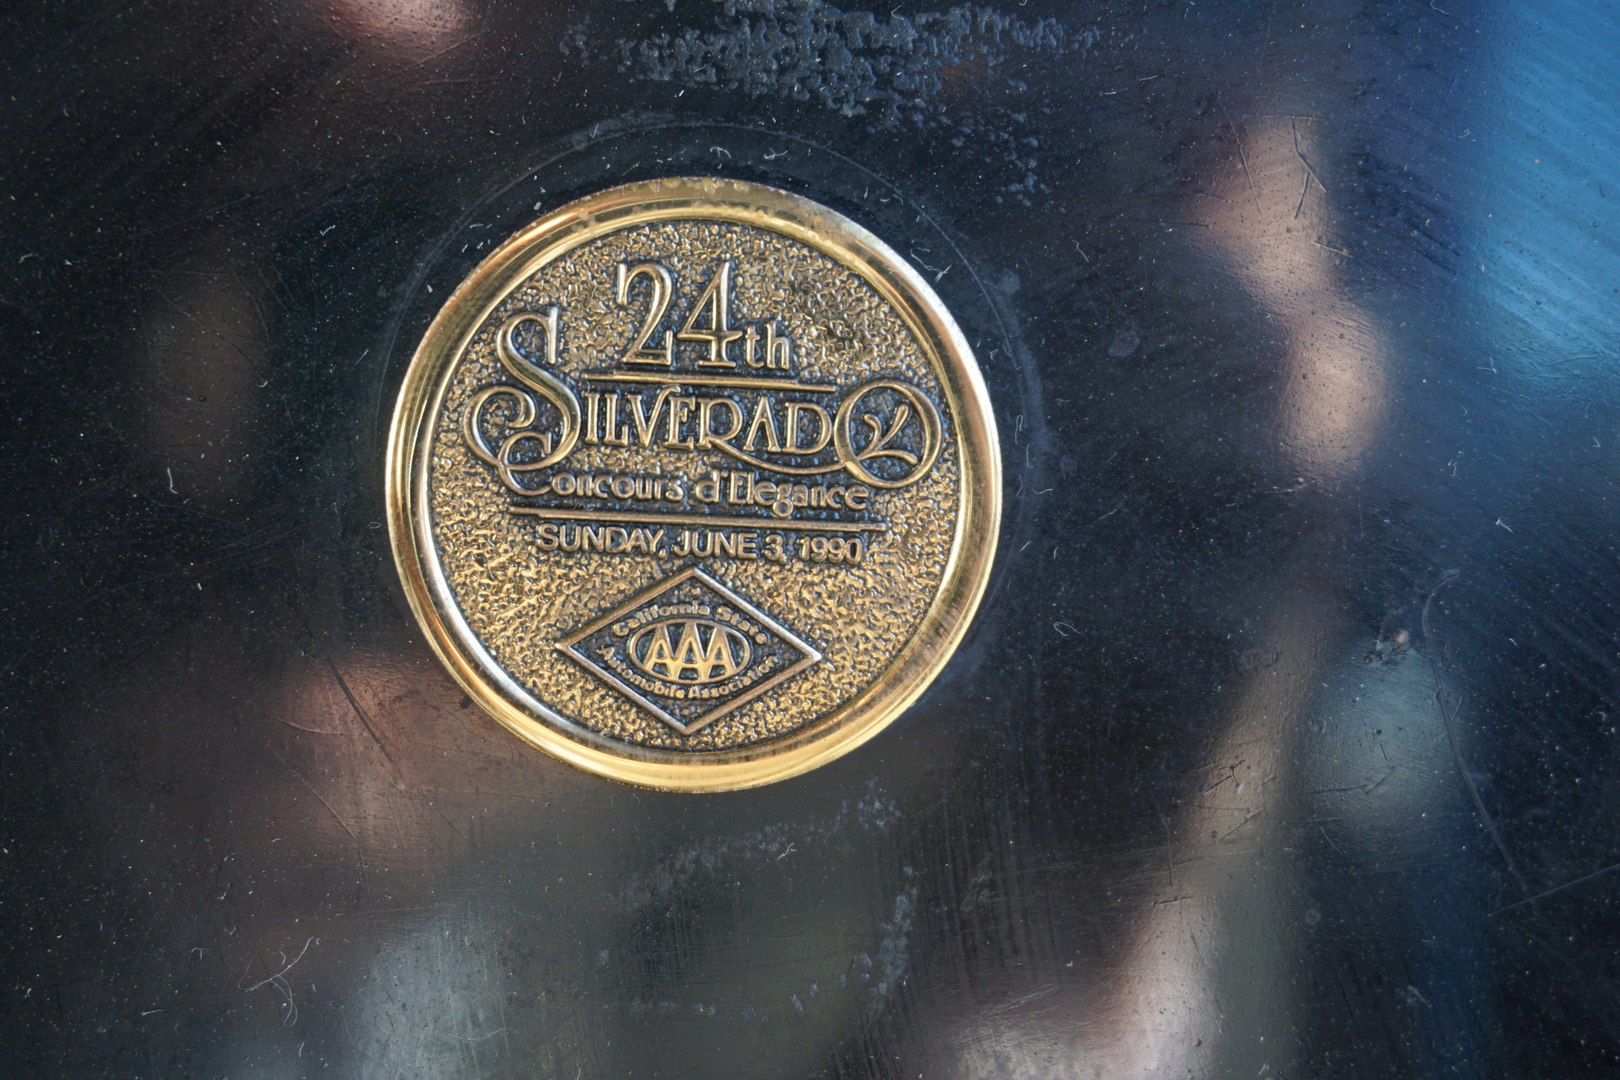 24th
SILVERADO
Concours d'Elegance
SUNDAY, JUNE 3, 1990
California State
AAA
Automobile Association